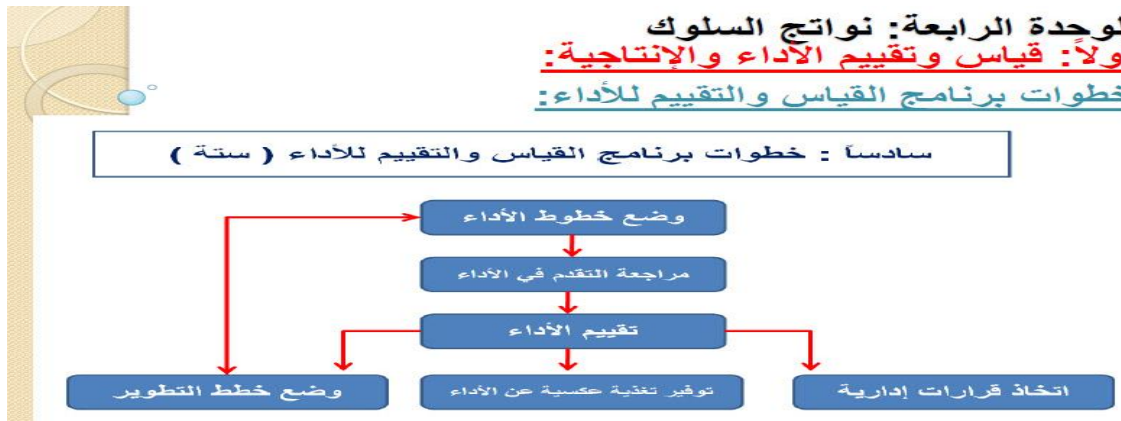 لوحدة الرابعة: نواتج السلوك
ولاً: قياس وتقييم الأداء والإنتاجية:
خطوات برنامج القياس والتقييم للأداء:
سادساً : خطوات برنامج القياس والتقييم للأداء ( ستة )
وضع خطوط الأداء
مراجعة التقدم في الأداء
تقييم الأداء
اتخاذ قرارات إدارية
توفير تغذية عكسية عن الأداء
وضع خطط التطوير